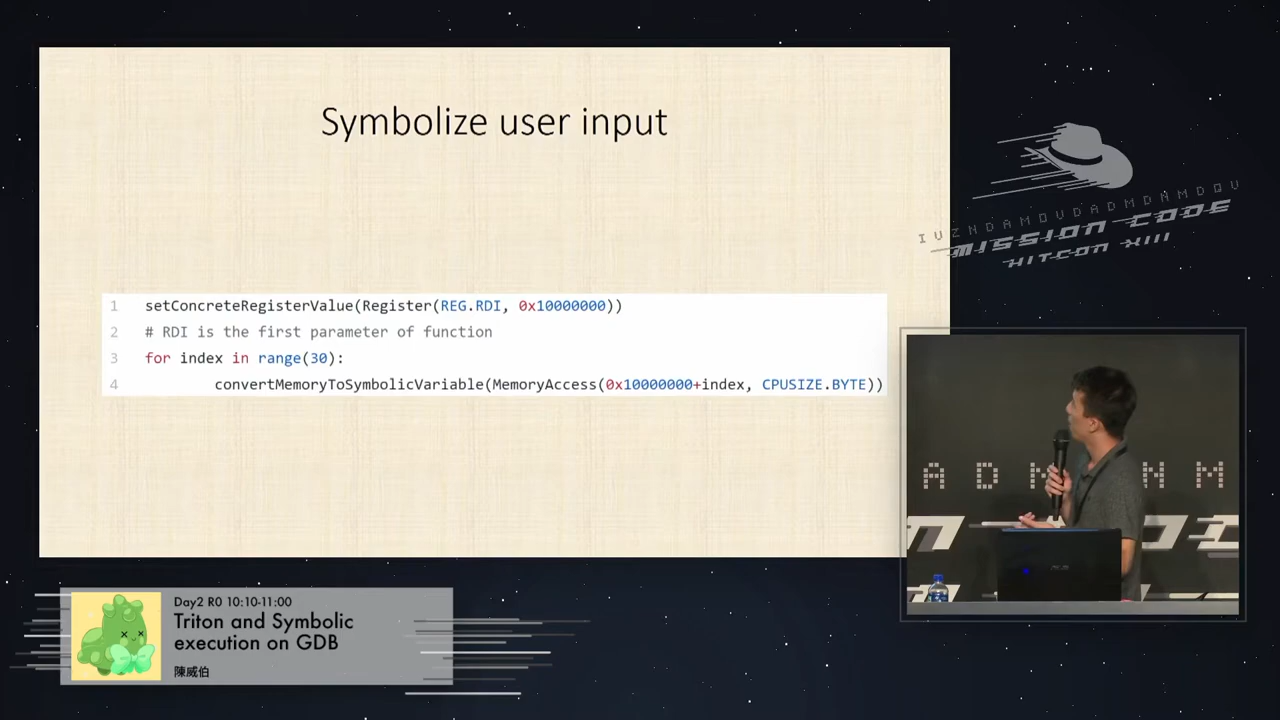 Symbolize user input
1 setConcreteRegisterValue(Register(REG.RDI, 0x10000000))
2 # RDI is the first parameter of function
3 for index in range(30):
4 convertMemoryToSymbolicVariable(MemoryAccess(0x10000000+index, CPUSIZE.BYTE))
IVZNDAMOVDADMDNMDQV
MISSION CODE
HITCON XIII
A D M N M
Day2 R0 10:10-11:00
Triton and Symbolic
execution on GDB
陳威伯